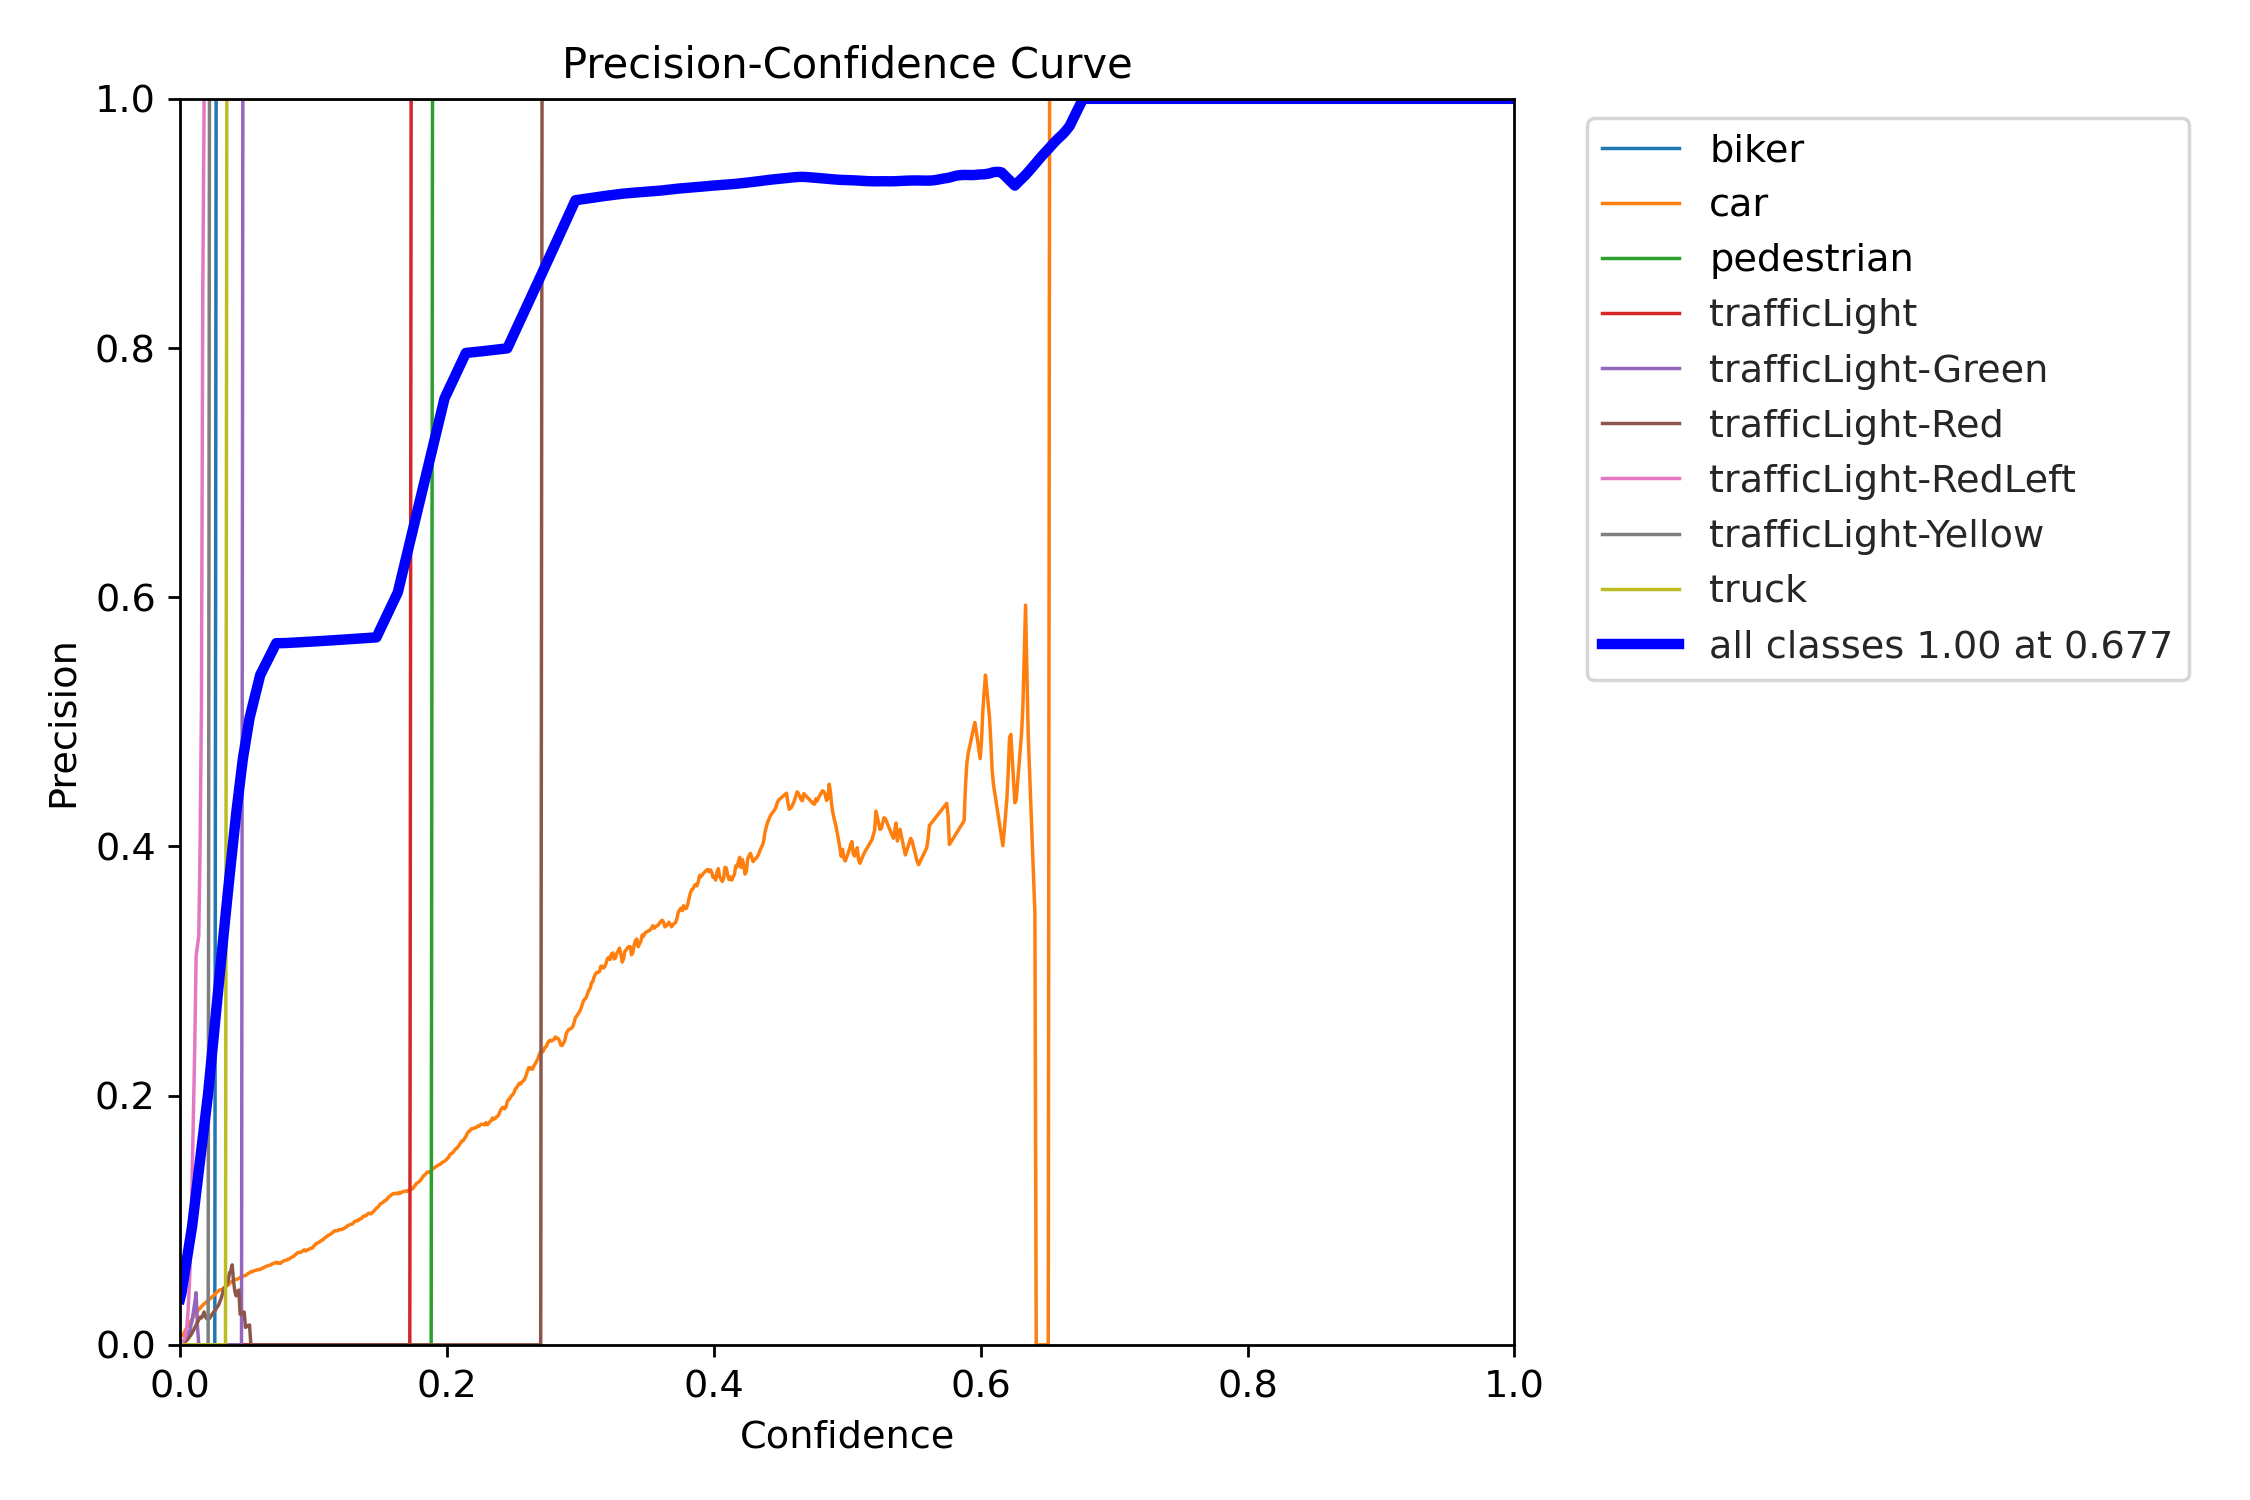 Precision-Confidence Curve
1.0
0.8
0.6
0.4
0.2
0.0
Precision
0.0 0.2 0.4 0.6 0.8 1.0
Confidence
biker
car
pedestrian
trafficLight
trafficLight-Green
trafficLight-Red
trafficLight-RedLeft
trafficLight-Yellow
truck
all classes 1.00 at 0.677